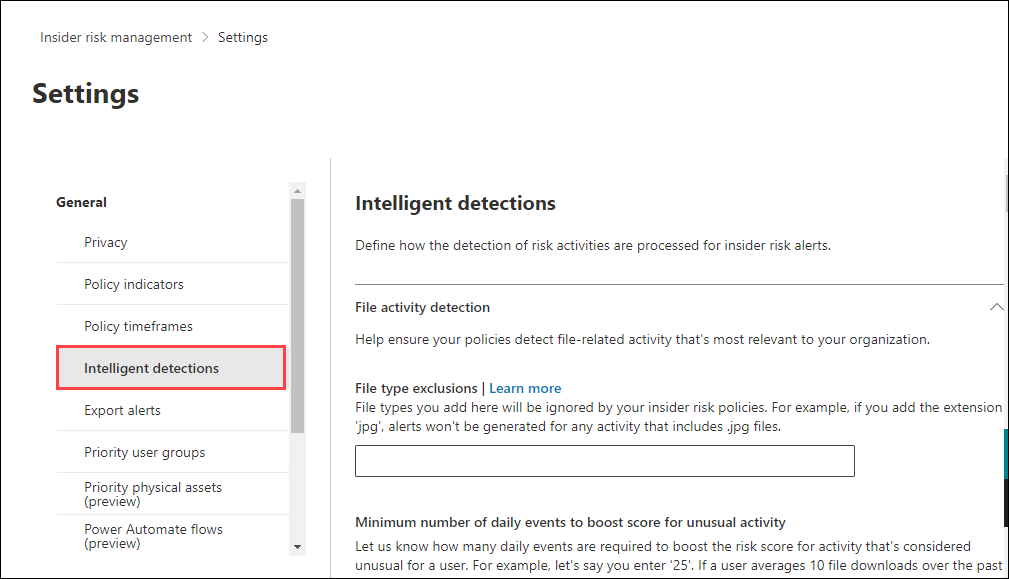 Insider risk management > Settings
Settings
General
Privacy
Policy indicators
Policy timeframes
Intelligent detections
Export alerts
Priority user groups
Priority physical assets
(preview)
Power Automate flows
(preview)
Intelligent detections
Define how the detection of risk activities are processed for insider risk alerts.
File activity detection
Help ensure your policies detect file-related activity that's most relevant to your organization.
File type exclusions | Learn more
File types you add here will be ignored by your insider risk policies. For example, if you add the extension
'jpg', alerts won't be generated for any activity that includes .jpg files.
Minimum number of daily events to boost score for unusual activity
Let us know how many daily events are required to boost the risk score for activity that's considered
unusual for a user. For example, let's say you enter '25'. If a user averages 10 file downloads over the past